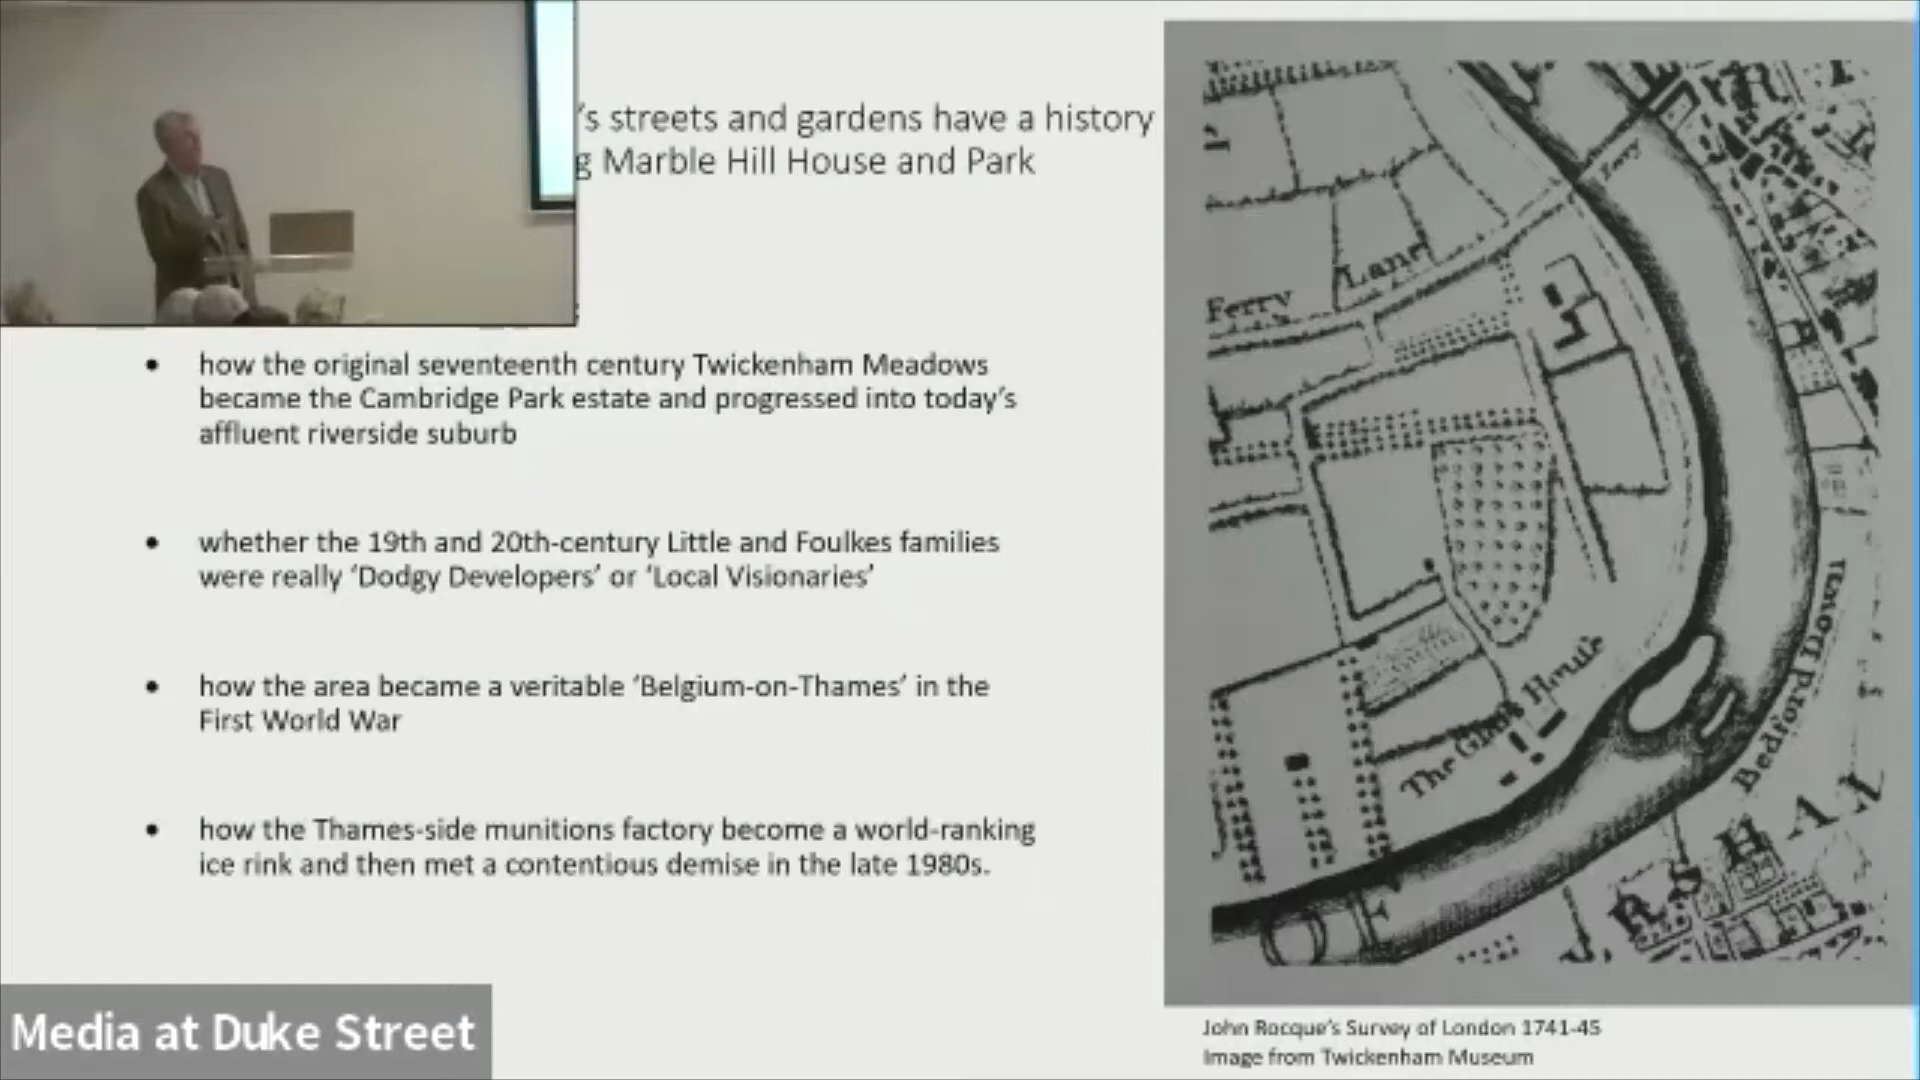 's streets and gardens have a history
g Marble Hill House and Park
• how the original seventeenth century Twickenham Meadows
became the Cambridge Park estate and progressed into today's
affluent riverside suburb
• whether the 19th and 20th-century Little and Foulkes families
were really 'Dodgy Developers' or 'Local Visionaries'
• how the area became a veritable 'Belgium-on-Thames' in the
First World War
• how the Thames-side munitions factory become a world-ranking
ice rink and then met a contentious demise in the late 1980s.
Ferry
Ferry Lane
The Glass House
Bedford Down
John Rocque's Survey of London 1741-45
Image from Twickenham Museum
Media at Duke Street